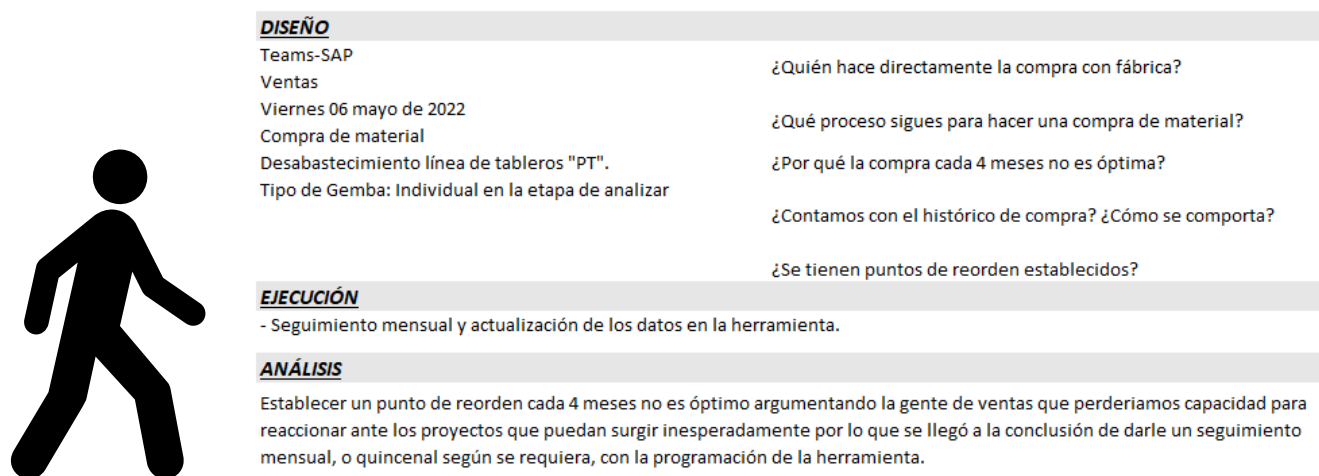 DISEÑO
Teams-SAP
Ventas
Viernes 06 mayo de 2022
Compra de material
Desabastecimiento línea de tableros "PT".
Tipo de Gemba: Individual en la etapa de analizar
¿Quién hace directamente la compra con fábrica?
¿Qué proceso sigues para hacer una compra de material?
¿Por qué la compra cada 4 meses no es óptima?
¿Contamos con el histórico de compra? ¿Cómo se comporta?
¿Se tienen puntos de reorden establecidos?
EJECUCIÓN
- Seguimiento mensual y actualización de los datos en la herramienta.
ANÁLISIS
Establecer un punto de reorden cada 4 meses no es óptimo argumentando la gente de ventas que perderiamos capacidad para
reaccionar ante los proyectos que puedan surgir inesperadamente por lo que se llegó a la conclusión de darle un seguimiento
mensual, o quincenal según se requiera, con la programación de la herramienta.